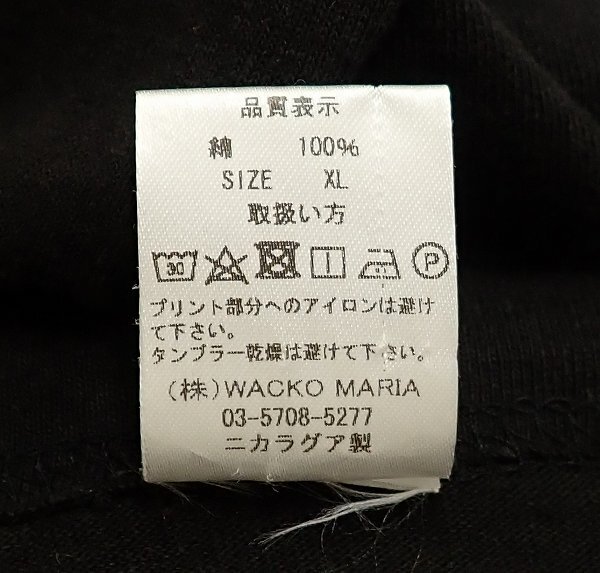 品質表示
綿 100%
SIZE XL
取扱い方
30 P
プリント部分へのアイロンは避け
て下さい。
タンブラー乾燥は避けて下さい。
(株)WACKO MARIA
03-5708-5277
ニカラグア製